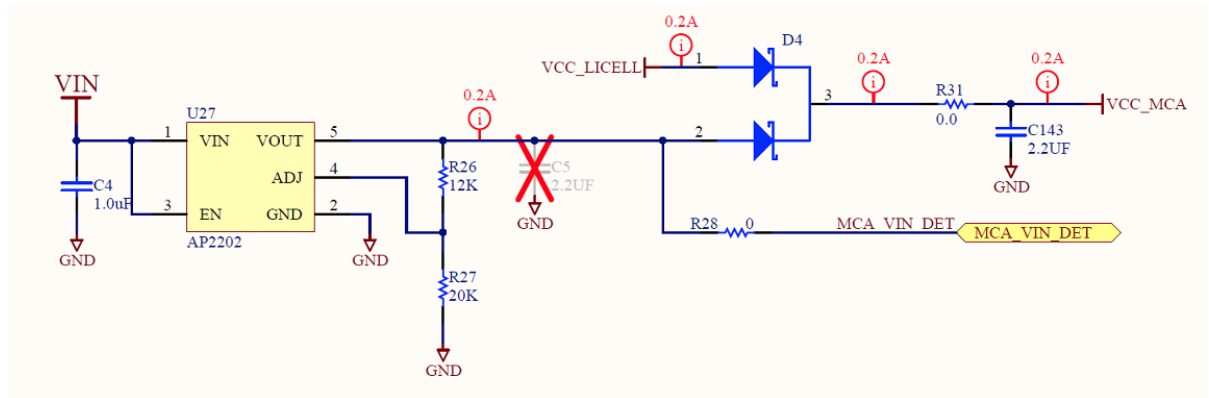 0.2A
i
D4
VCC_LICELL
1
0.2A
i
0.2A
i
VIN
3
R31
0.0
VCC_MCA
C143
2.2UF
GND
U27
0.2A
i
1
VIN
VOUT
5
2
C4
1.0uF
ADJ
4
R26
12K
C5
2.2UF
GND
3
EN
GND
2
AP2202
GND
GND
R28
0
MCA_VIN_DET
MCA_VIN_DET
R27
20K
GND